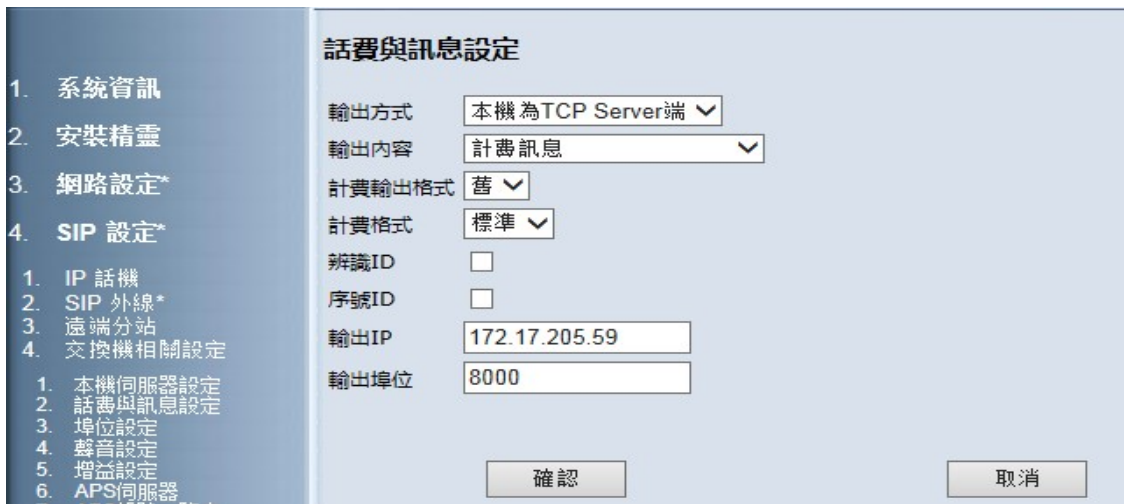 1. 系統資訊
2. 安裝精靈
3. 網路設定*
4. SIP 設定*
1. IP 話機
2. SIP 外線*
3. 遠端分站
4. 交換機相關設定
1. 本機伺服器設定
2. 話費與訊息設定
3. 埠位設定
4. 聲音設定
5. 增益設定
6. APS伺服器
話費與訊息設定
輸出方式 本機為TCP Server端
輸出內容 計費訊息
計費輸出格式 舊
計費格式 標準
辨識ID
序號ID
輸出IP 172.17.205.59
輸出埠位 8000
確認 取消